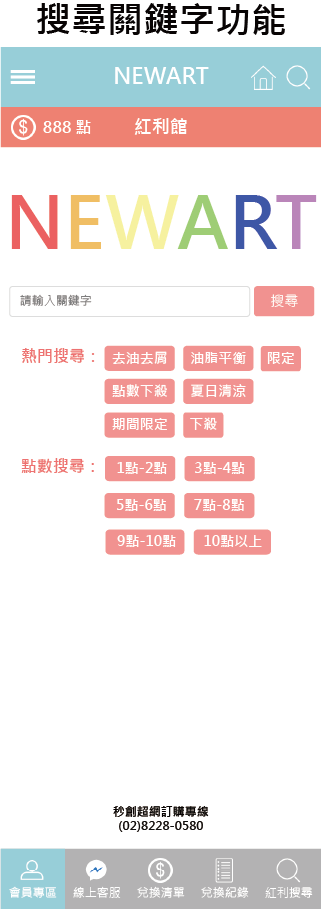 搜尋關鍵字功能
NEWART
888 點 紅利館
NEWART
請輸入關鍵字 搜尋
熱門搜尋： 去油去屑 油脂平衡 限定
點數下殺 夏日清涼
期間限定 下殺
點數搜尋： 1點-2點 3點-4點
5點-6點 7點-8點
9點-10點 10點以上
秒創超網訂購專線
(02)8228-0580
會員專區 線上客服 兌換清單 兌換紀錄 紅利搜尋